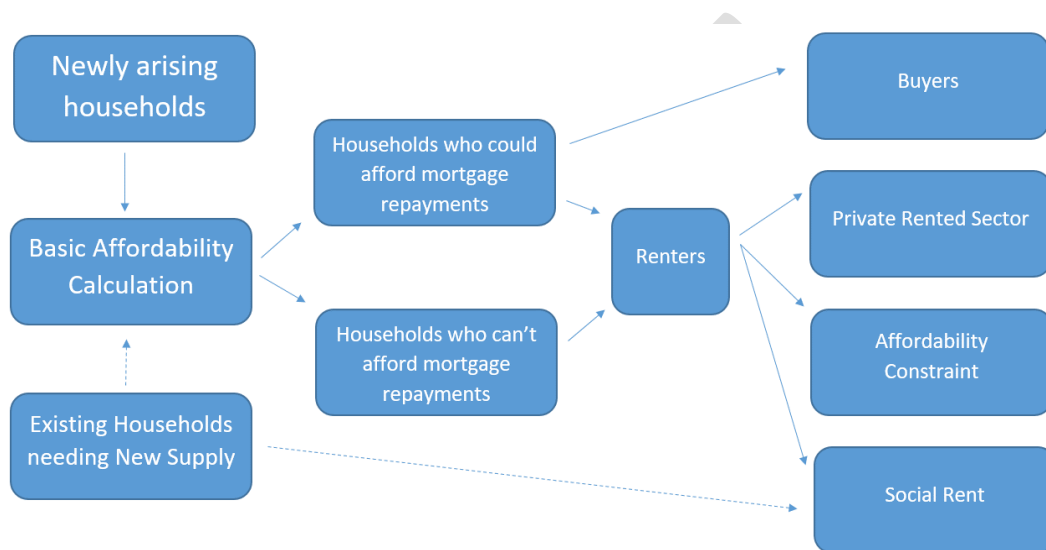 Newly arising
households
Basic Affordability
Calculation
Existing Households
needing New Supply
Households who could
afford mortgage
repayments
Households who can’t
afford mortgage
repayments
Renters
Buyers
Private Rented Sector
Affordability
Constraint
Social Rent